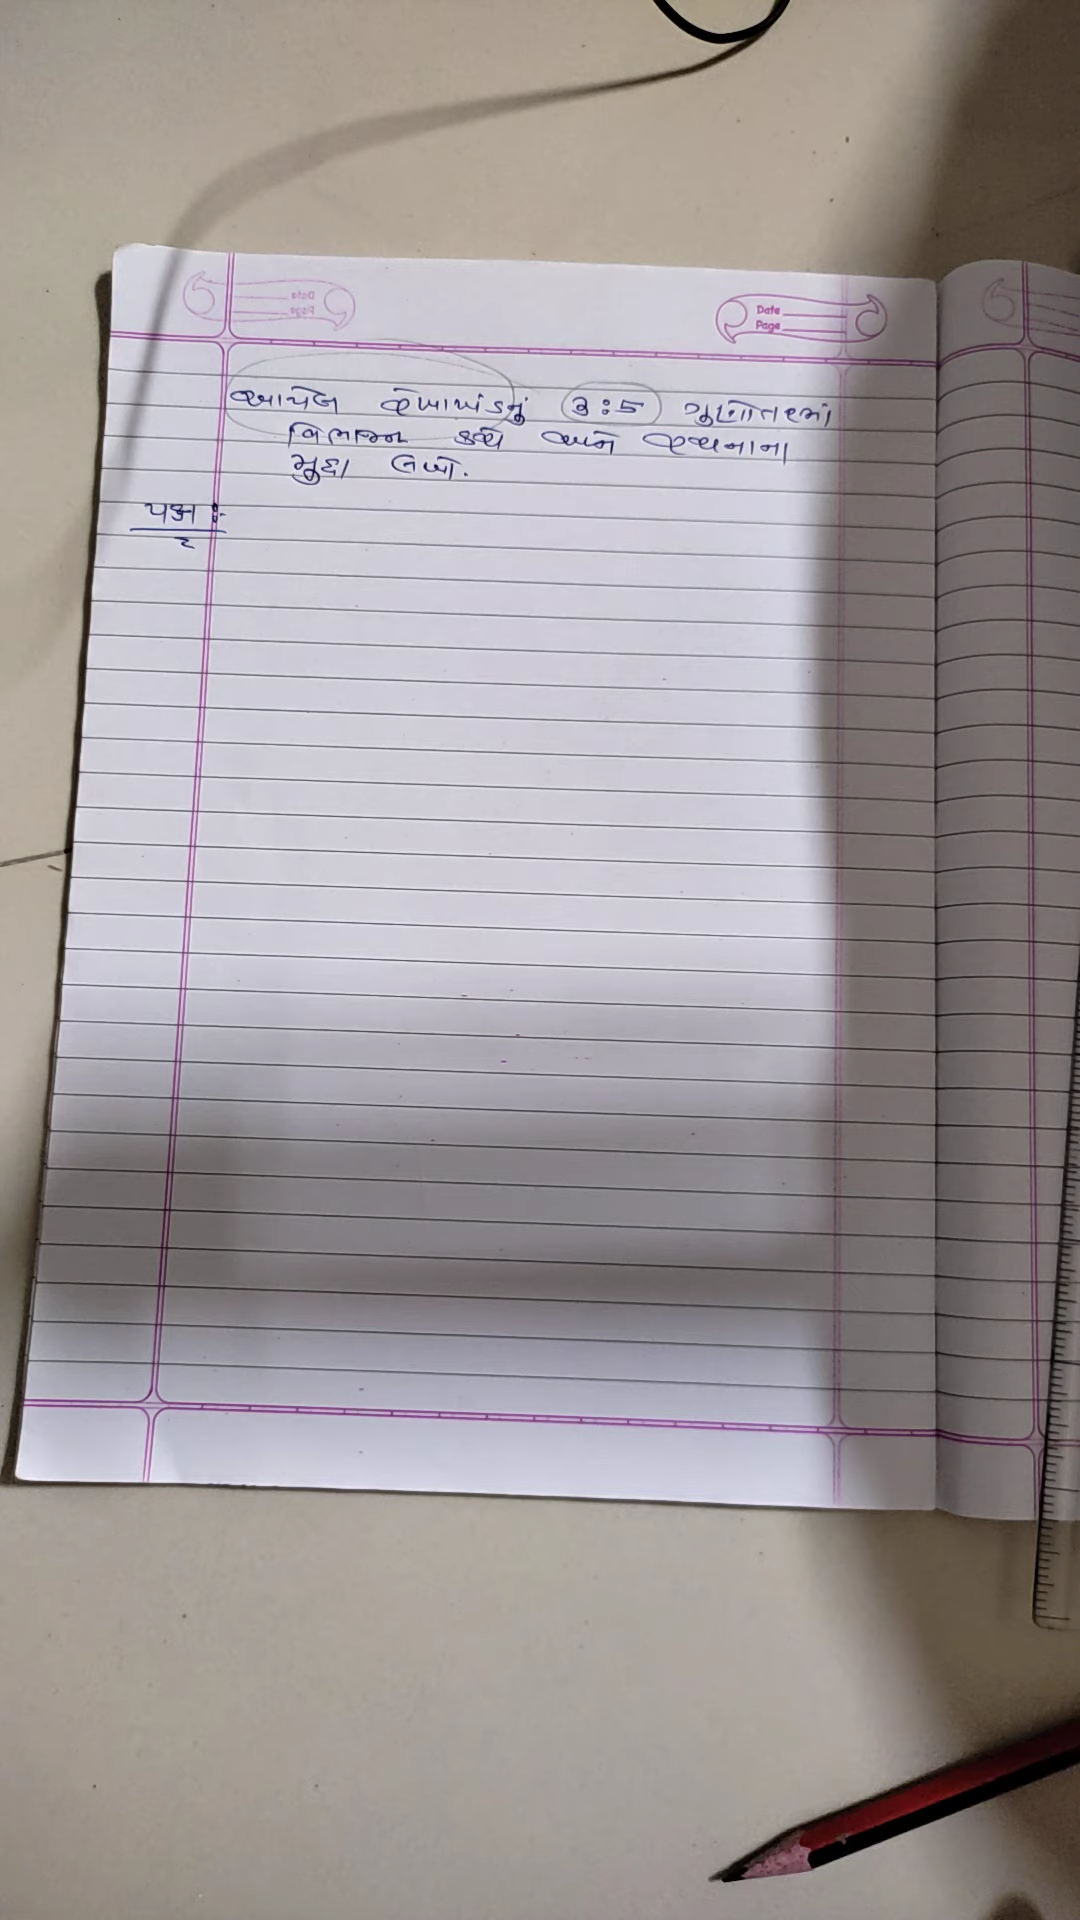 Date
Page
આપેલ રેખાખંડનું 3:5 ગુણોતરમાં
વિભાજન કરો અને રચનાના
મુદ્દા લખો.
પક્ષ :-